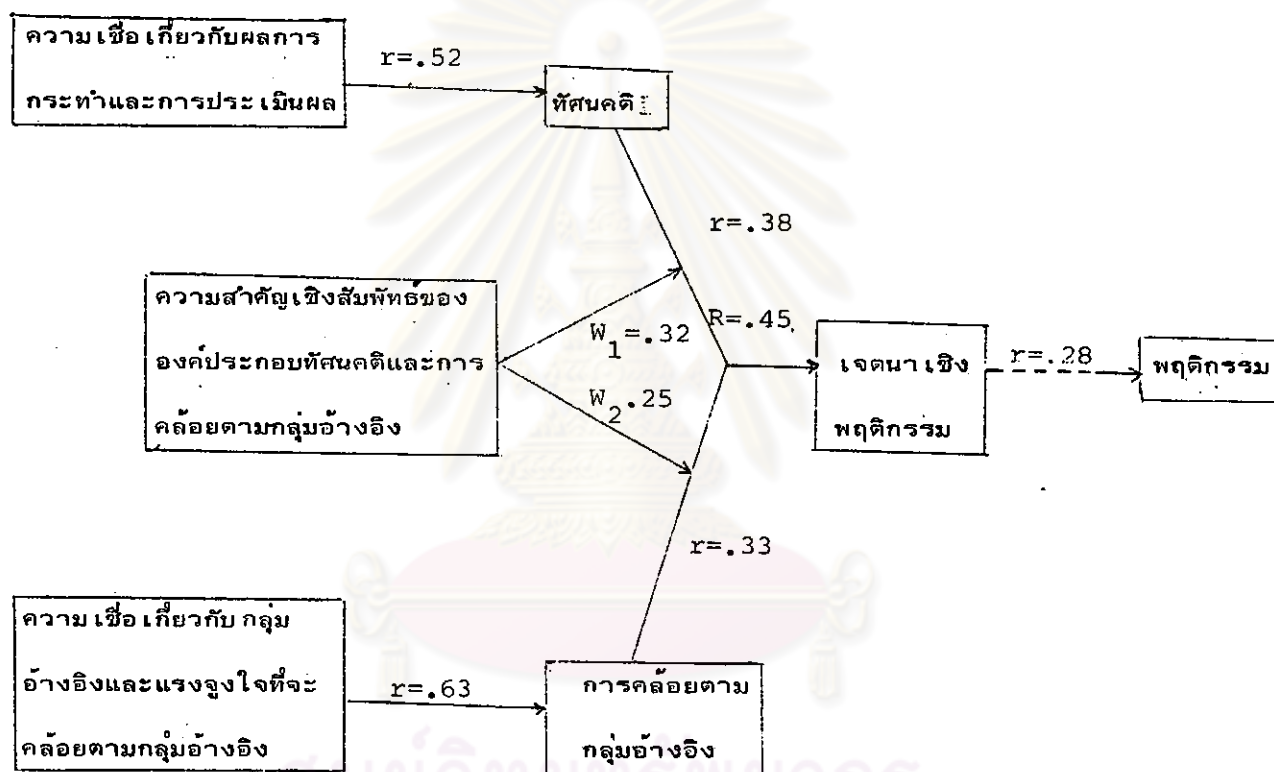 ความเชื่อเกี่ยวกับผลการ
กระทำและการประเมินผล
r=.52
ทัศนคติ
r=.38
ความสำคัญเชิงสัมพัทธ์ของ
องค์ประกอบทัศนคติและการ
คล้อยตามกลุ่มอ้างอิง
W1=.32
W2.25
R=.45
เจตนาเชิง
พฤติกรรม
r=.28
พฤติกรรม
r=.33
ความเชื่อเกี่ยวกับกลุ่ม
อ้างอิงและแรงจูงใจที่จะ
คล้อยตามกลุ่มอ้างอิง
r=.63
การคล้อยตาม
กลุ่มอ้างอิง